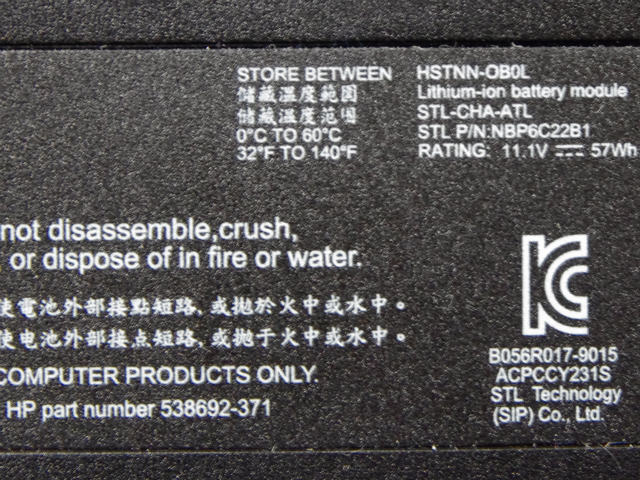 STORE BETWEEN
儲藏溫度範圍
储藏温度范围
0°C TO 60°C
32°F TO 140°F
HSTNN-OB0L
Lithium-ion battery module
STL-CHA-ATL
STL P/N:NBP6C22B1
RATING: 11.1V ⎓ 57Wh
not disassemble,crush,
or dispose of in fire or water.
使電池外部接點短路、或拋於火中或水中。
使电池外部接点短路、或抛于火中或水中。
COMPUTER PRODUCTS ONLY.
HP part number 538692-371
KC
B056R017-9015
ACPCCY231S
STL Technology
(SIP) Co., Ltd.